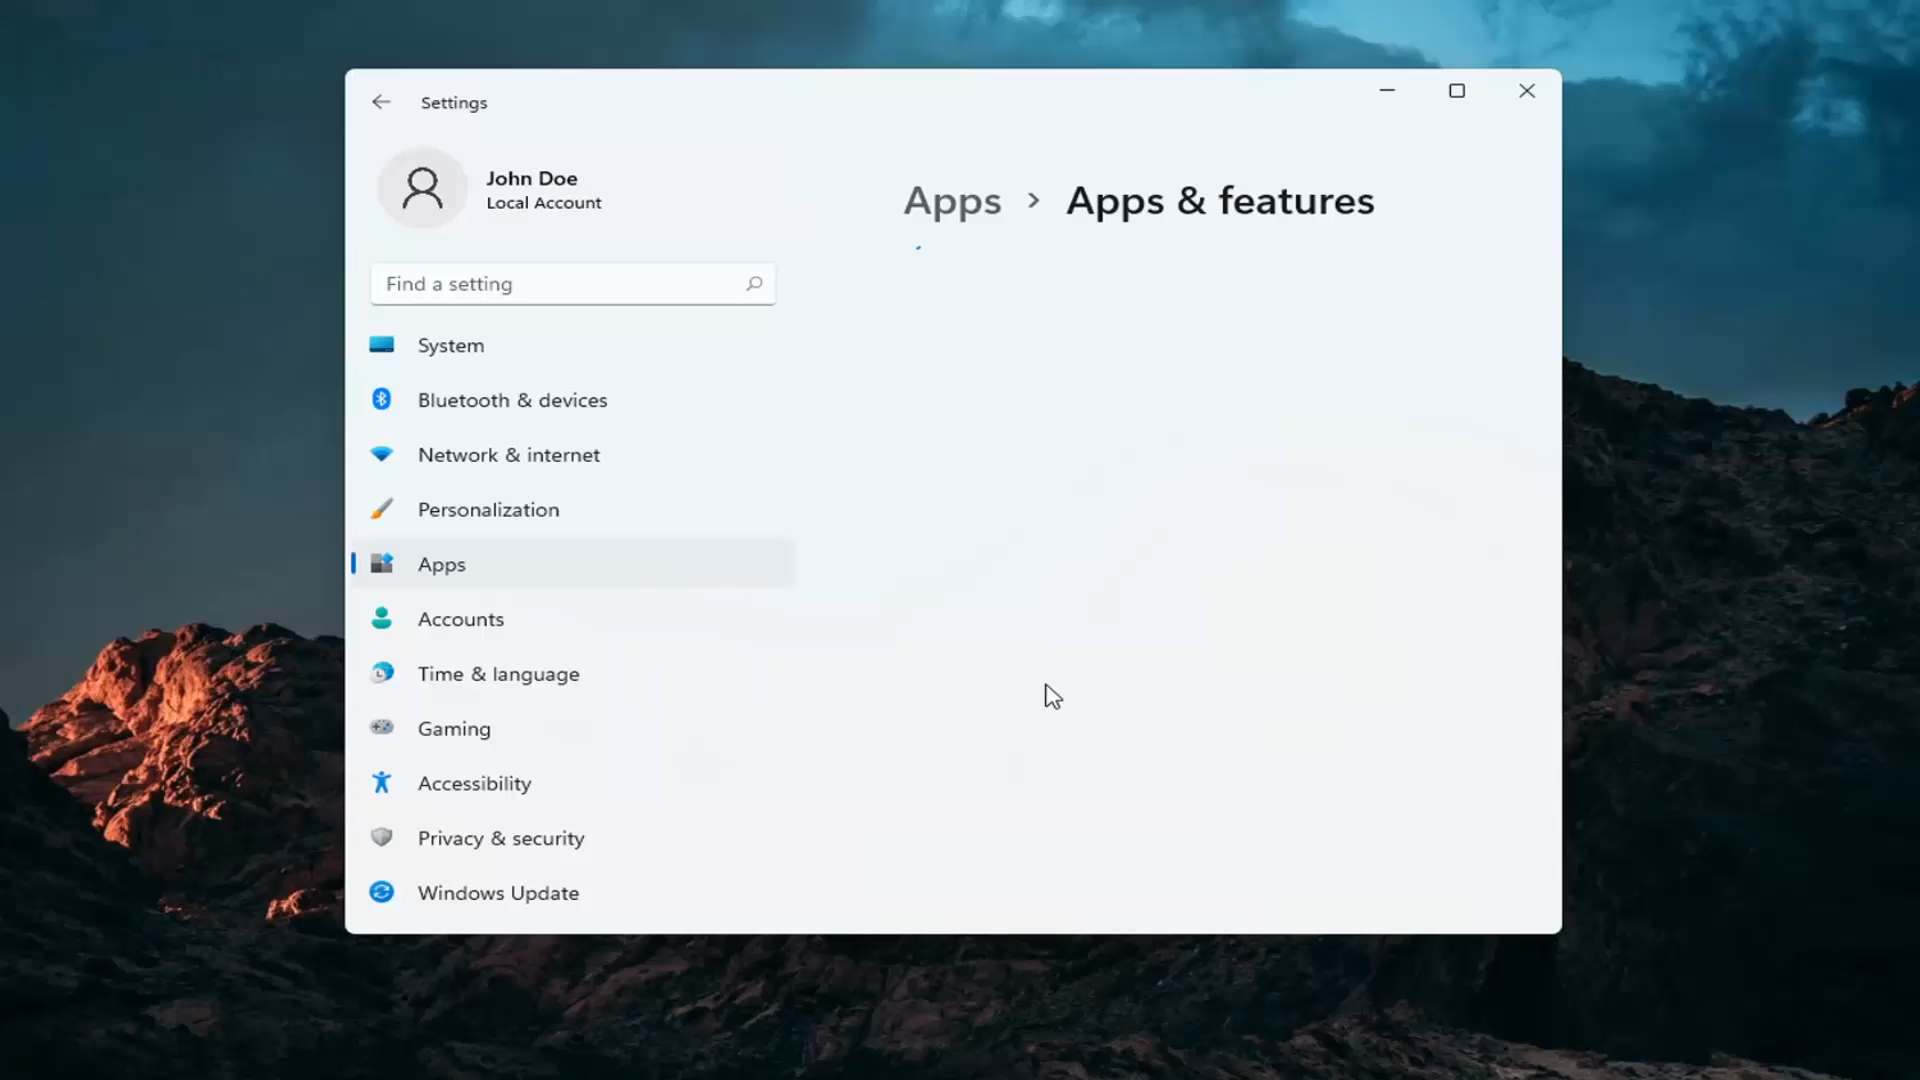 Settings
John Doe
Local Account
Apps > Apps & features
Find a setting
System
Bluetooth & devices
Network & internet
Personalization
Apps
Accounts
Time & language
Gaming
Accessibility
Privacy & security
Windows Update